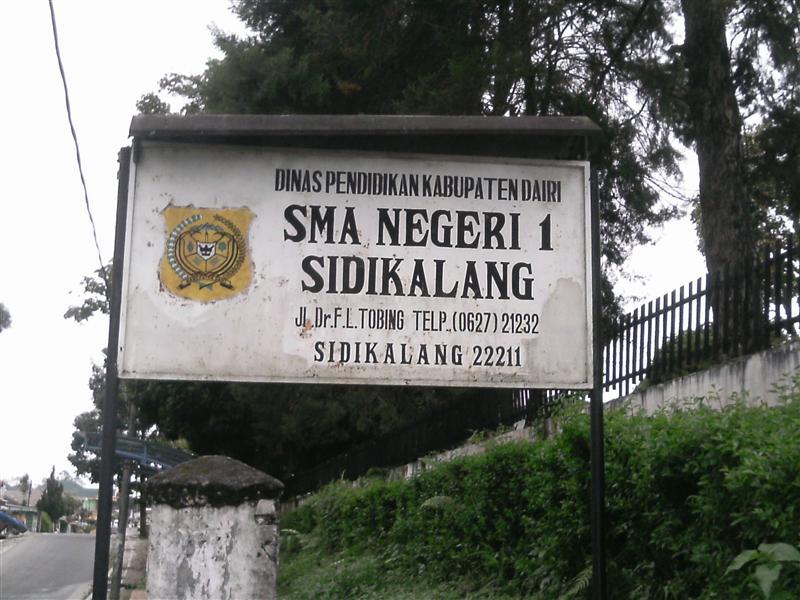 DINAS PENDIDIKAN KABUPATEN DAIRI
SMA NEGERI 1
SIDIKALANG
Jl. Dr. F. L. TOBING TELP. (0627) 21232
SIDIKALANG 22211